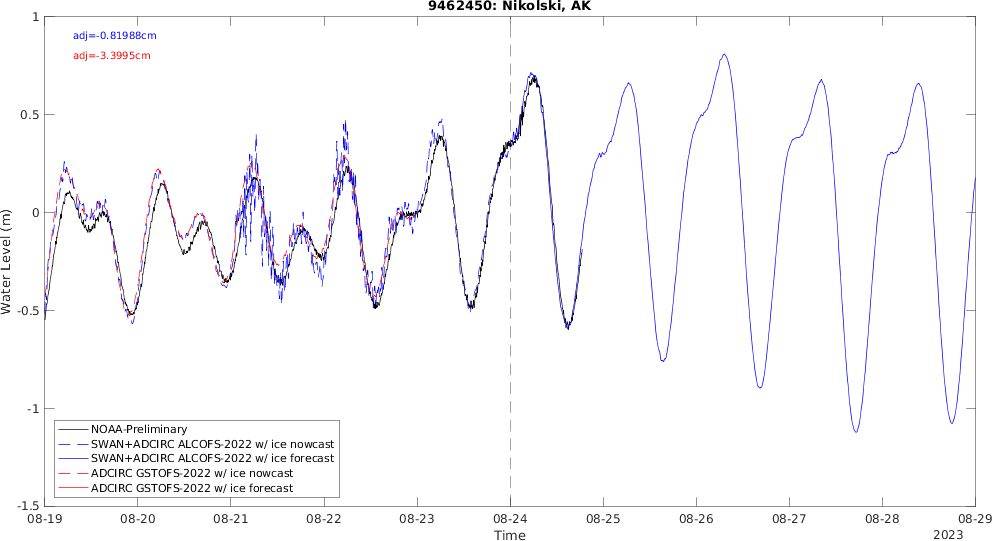 9462450: Nikolski, AK
adj=-0.81988cm
adj=-3.3995cm
Water Level (m)
1
0.5
0
-0.5
-1
-1.5
NOAA-Preliminary
SWAN+ADCIRC ALCOFS-2022 w/ ice nowcast
SWAN+ADCIRC ALCOFS-2022 w/ ice forecast
ADCIRC GSTOFS-2022 w/ ice nowcast
ADCIRC GSTOFS-2022 w/ ice forecast
08-19 08-20 08-21 08-22 08-23 08-24 08-25 08-26 08-27 08-28 08-29
Time
2023